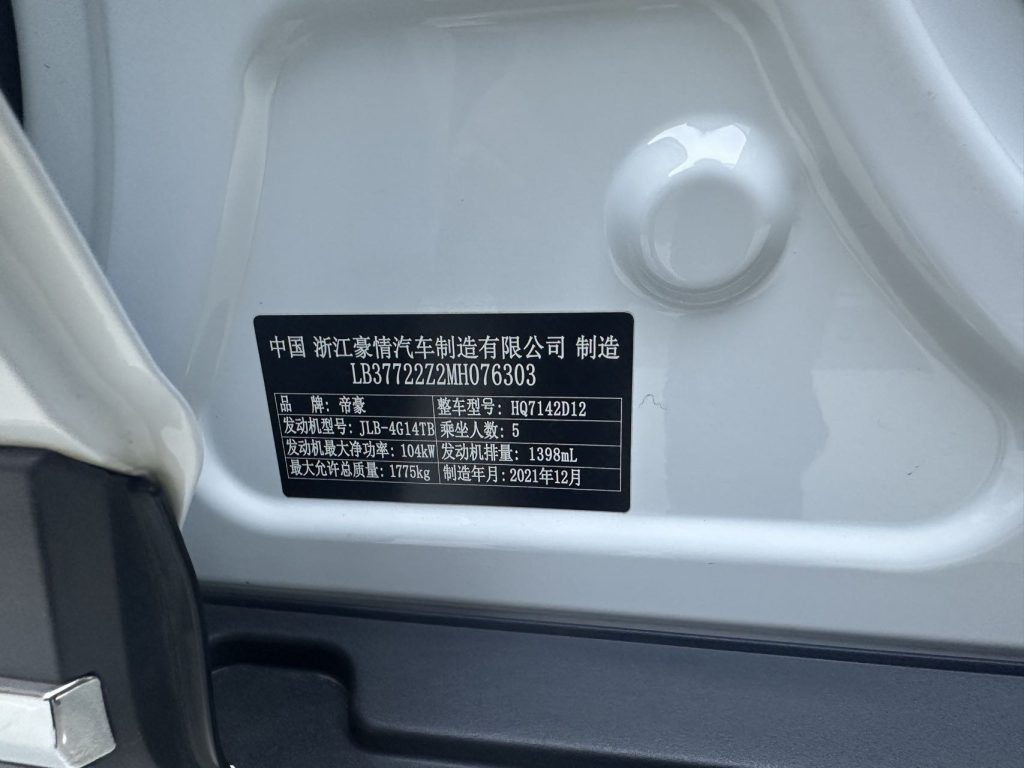 中国 浙江豪情汽车制造有限公司 制造
LB37722Z2MH076303
品 牌: 帝豪 整车型号: HQ7142D12
发动机型号: JLB-4G14TB 乘坐人数: 5
发动机最大净功率: 104kW 发动机排量: 1398mL
最大允许总质量: 1775kg 制造年月: 2021年12月